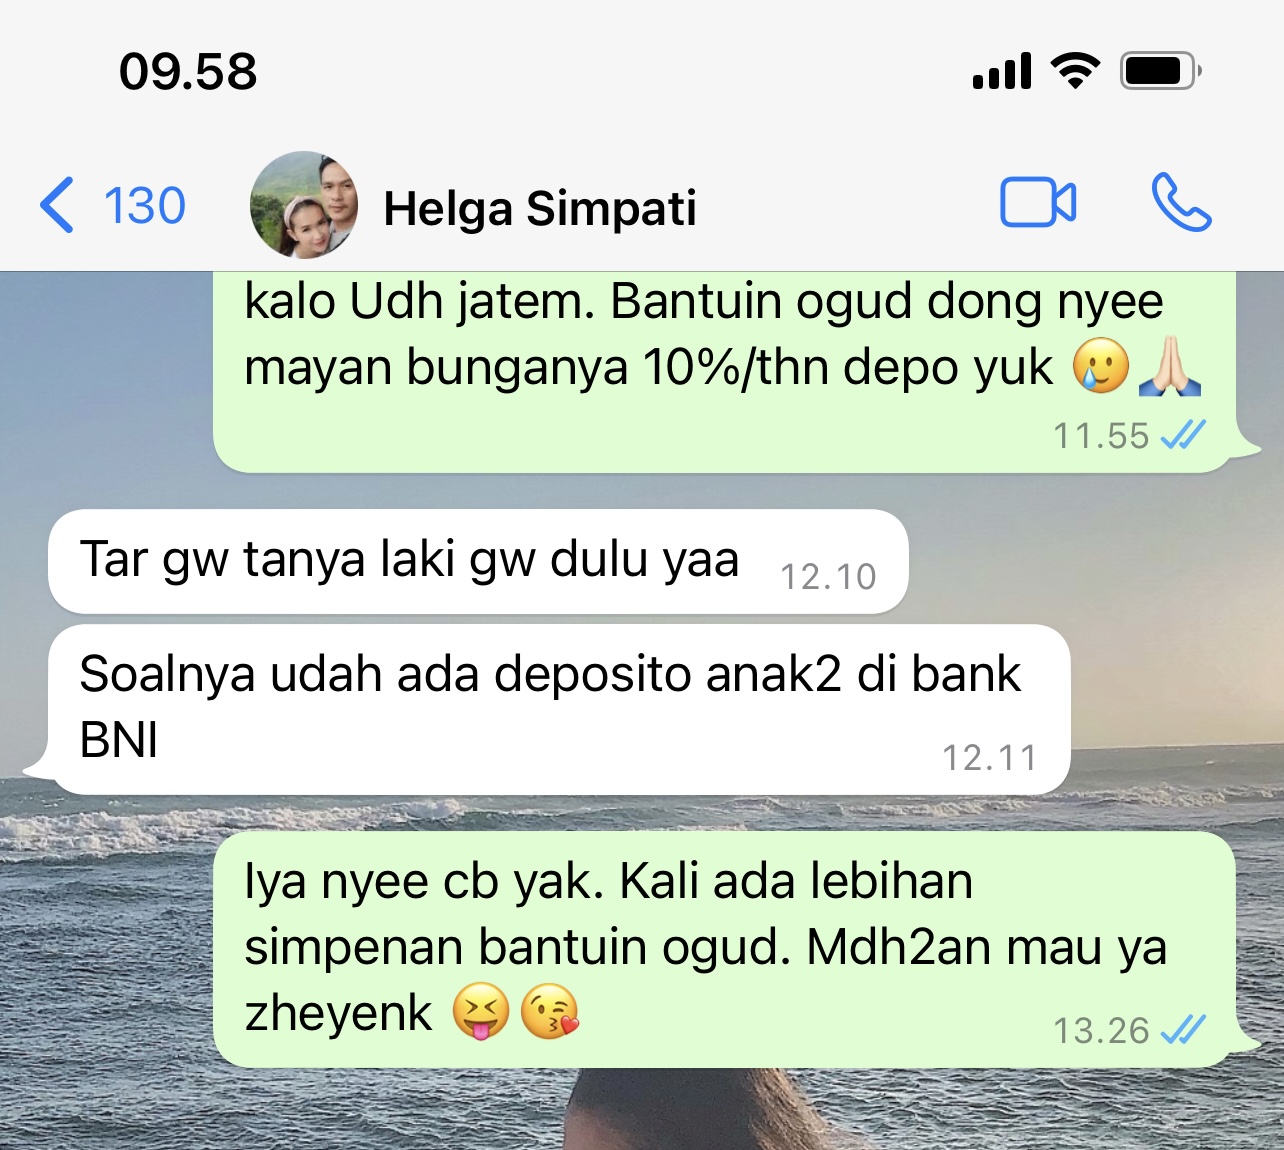 09.58
130
Helga Simpati
kalo Udh jatem. Bantuin ogud dong nyee
mayan bunganya 10%/thn depo yuk 🥲🙏🏻
11.55
Tar gw tanya laki gw dulu yaa 12.10
Soalnya udah ada deposito anak2 di bank
BNI
12.11
Iya nyee cb yak. Kali ada lebihan
simpenan bantuin ogud. Mdh2an mau ya
zheyenk 😝😘
13.26